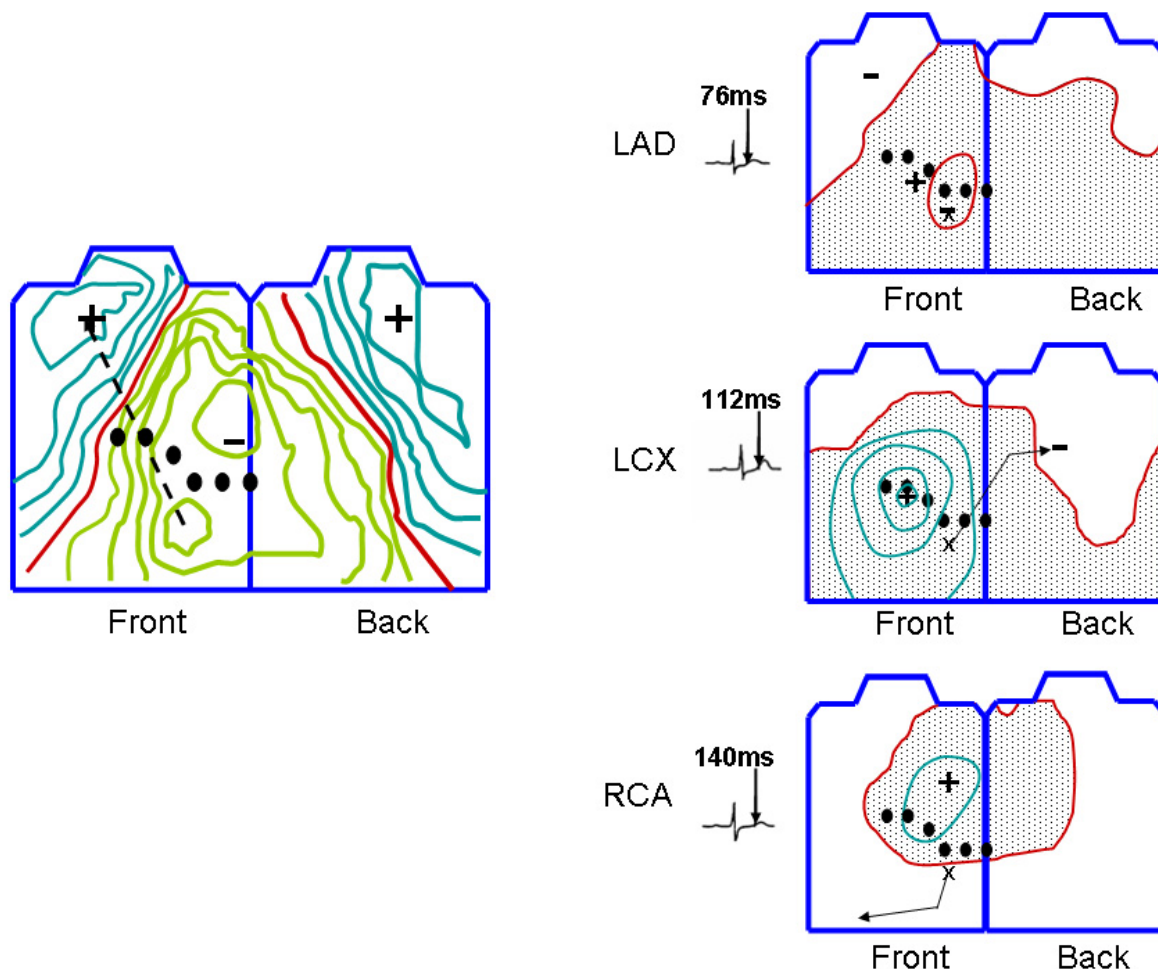 76ms
LAD
-
+
-
x
Front Back
+ +
-
Front Back
112ms
LCX
-
+
x
Front Back
140ms
RCA
+
x
Front Back